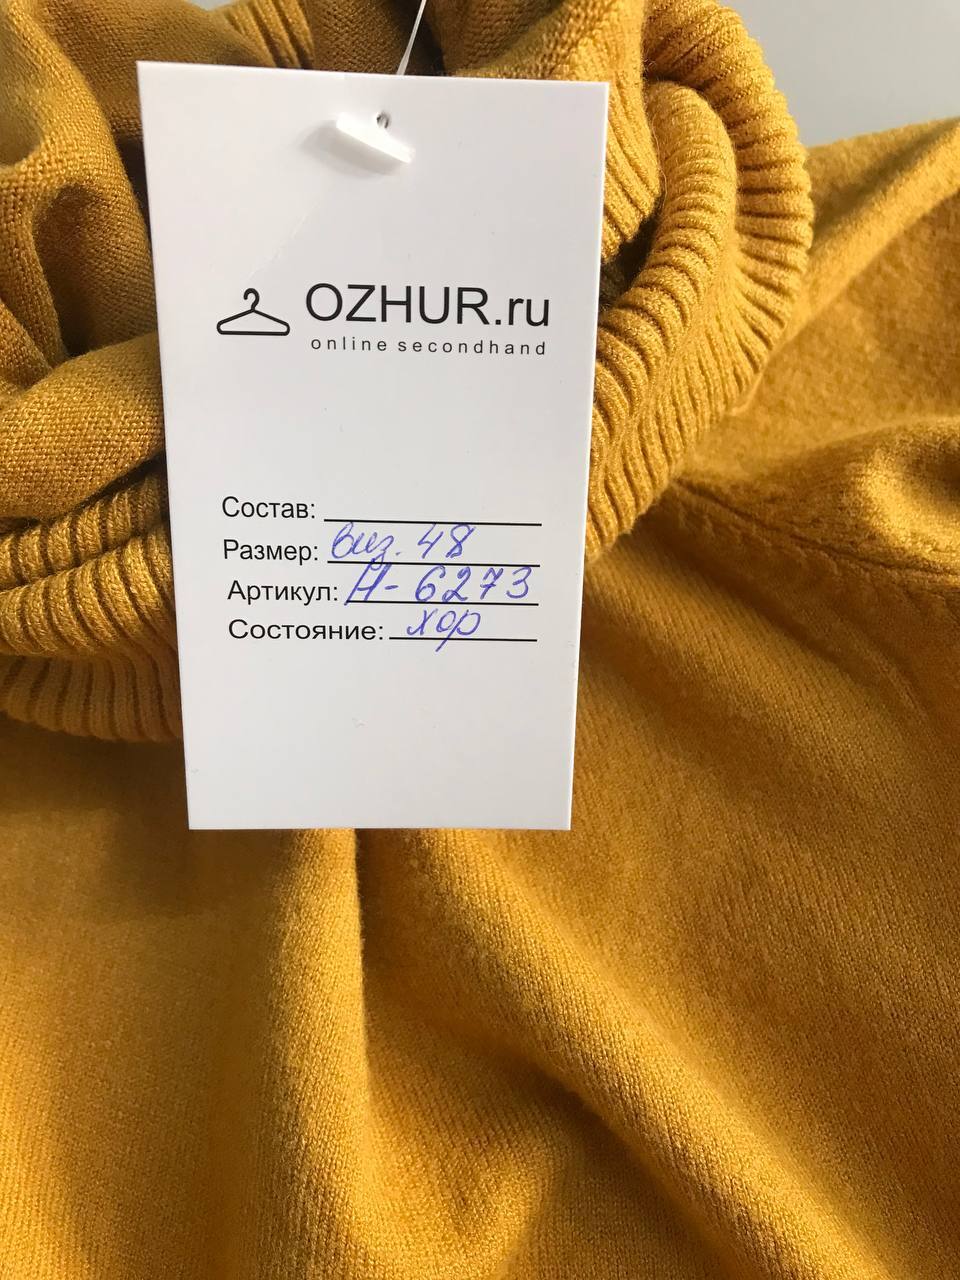 OZHUR.ru
online secondhand
Состав:
Размер: виз. 48
Артикул: Н-6273
Состояние: хор